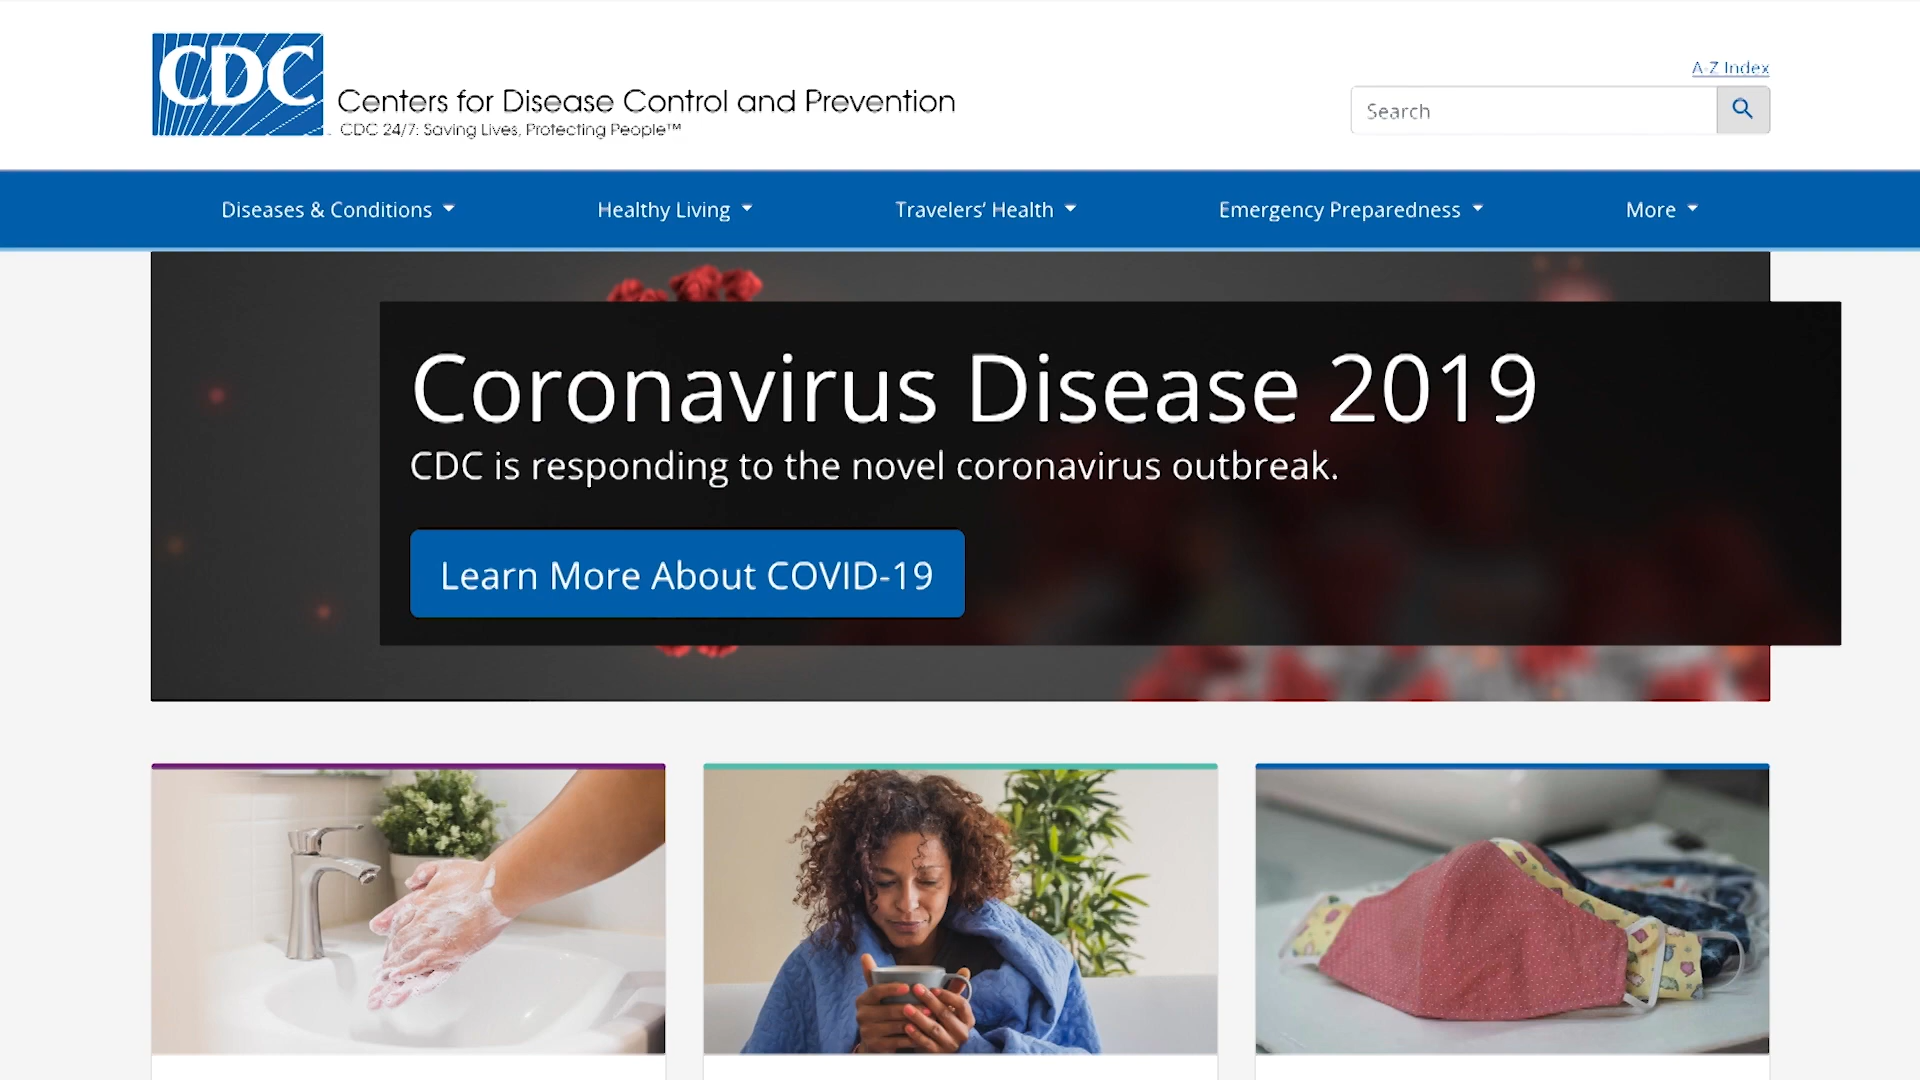 CDC
Centers for Disease Control and Prevention
CDC 24/7: Saving Lives, Protecting People™
A-Z Index
Search
Diseases & Conditions
Healthy Living
Travelers' Health
Emergency Preparedness
More
Coronavirus Disease 2019
CDC is responding to the novel coronavirus outbreak.
Learn More About COVID-19